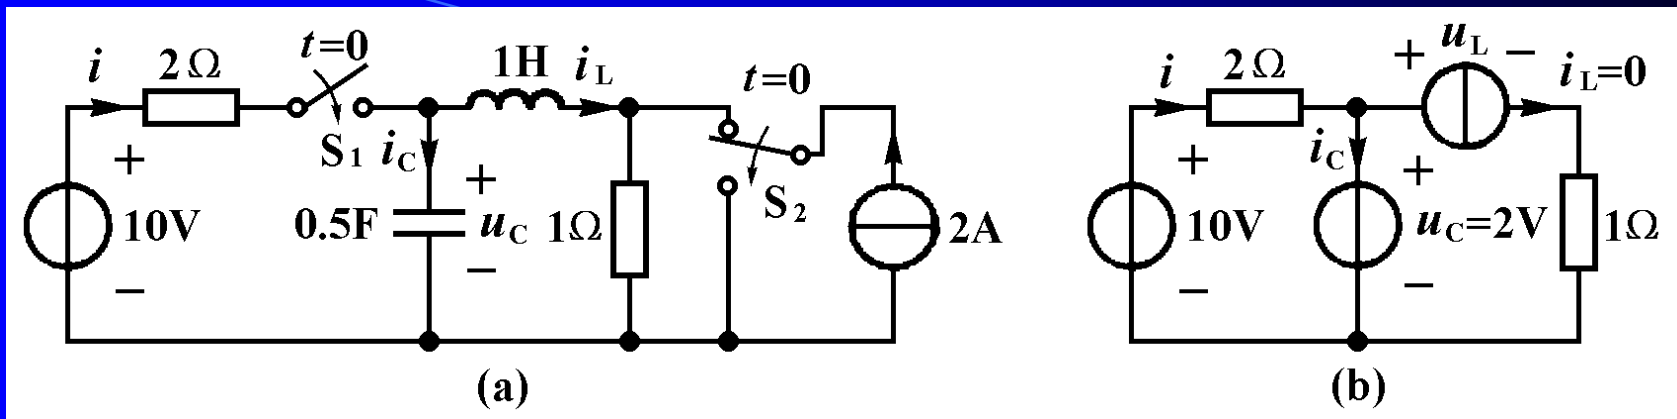 i 2Ω t=0 1H iL t=0
S1 iC
+ 10V −
0.5F + uC −
1Ω
S2
2A
(a)
i 2Ω + uL − iL=0
iC
+ 10V −
+ uC=2V −
1Ω
(b)